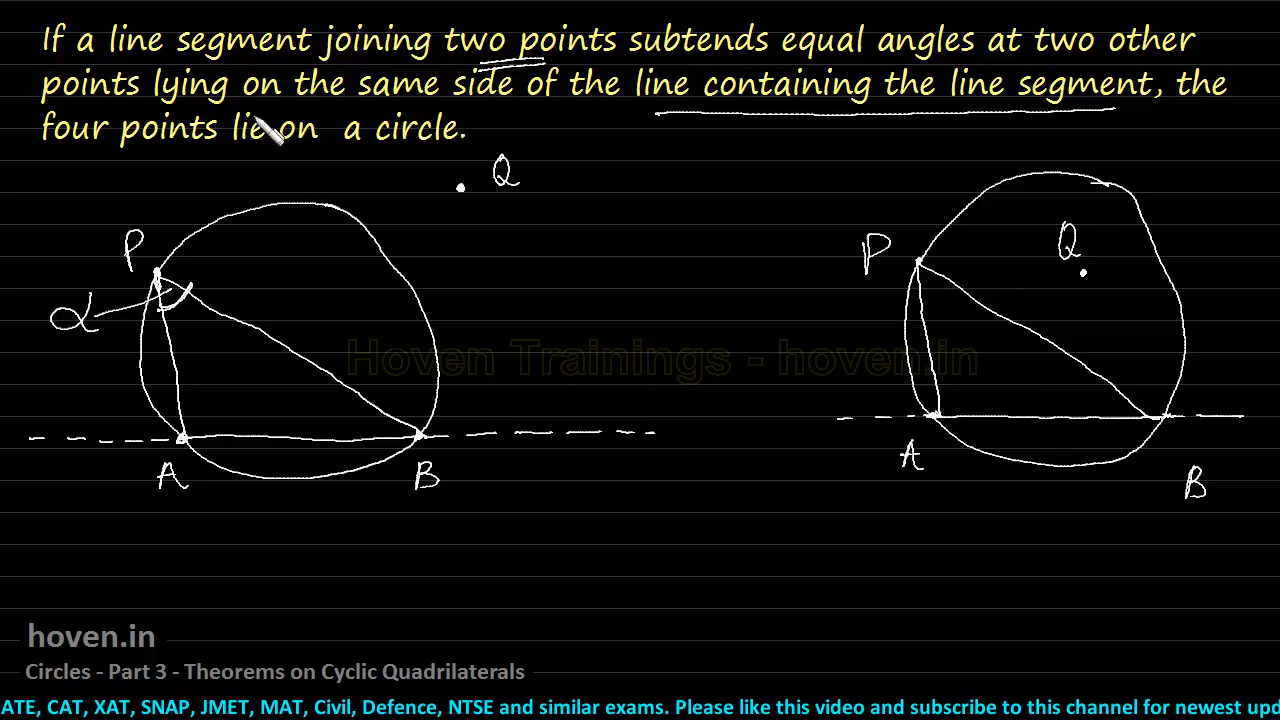 If a line segment joining two points subtends equal angles at two other
points lying on the same side of the line containing the line segment, the
four points lie on a circle.
Q
P
α
A
B
Q
P
A
B
Hoven Trainings - hoven.in
hoven.in
Circles - Part 3 - Theorems on Cyclic Quadrilaterals
ATE, CAT, XAT, SNAP, JMET, MAT, Civil, Defence, NTSE and similar exams. Please like this video and subscribe to this channel for newest upd